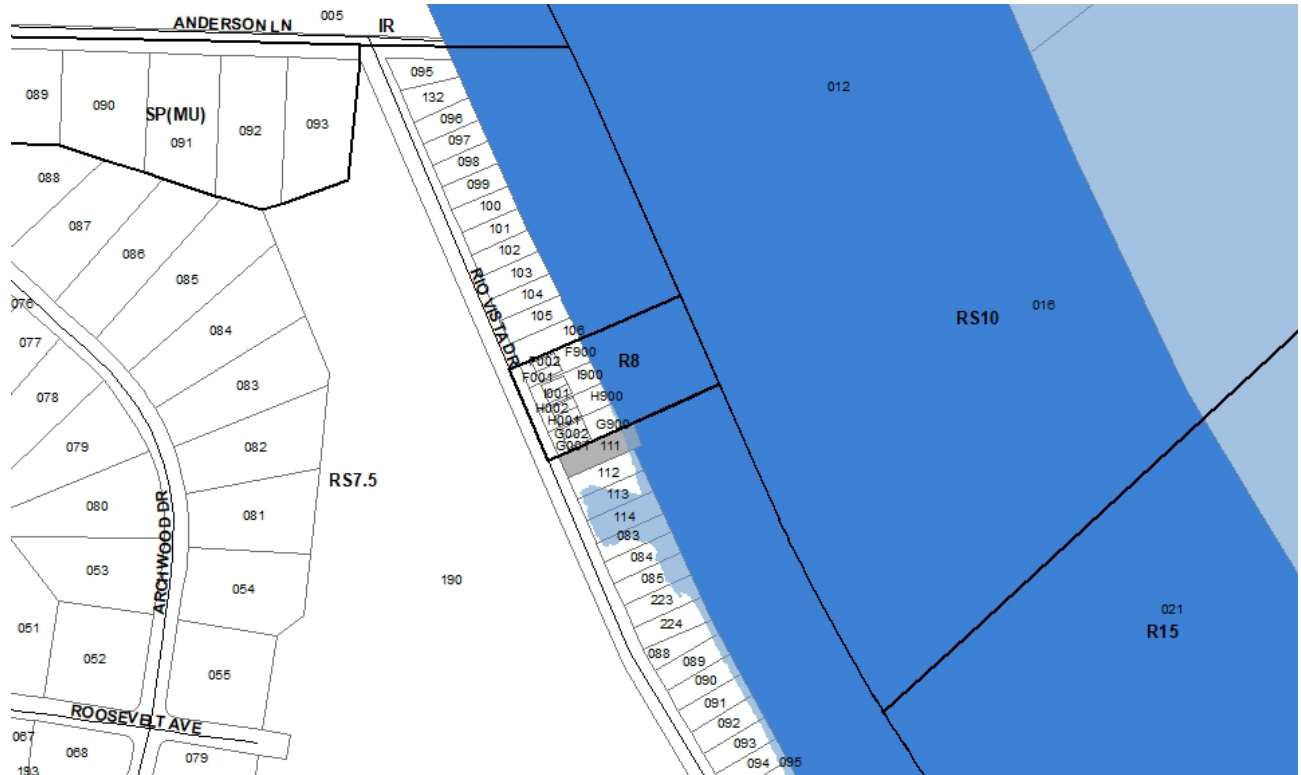 005
IR
ANDERSON LN
095
089
090
SP(MU)
091
092
093
132
096
097
098
099
100
101
102
103
104
105
106
012
088
087
086
085
084
083
082
081
080
079
078
077
076
RIO VISTA DR
F900
F002
F001
R8
I900
I001
H900
H002
H001
G900
G002
G001
111
112
113
114
083
084
085
223
224
088
089
090
091
092
093
094
095
RS10
016
021
R15
RS7.5
190
ARCHWOOD DR
053
054
051
052
055
ROOSEVELT AVE
067
068
079
193